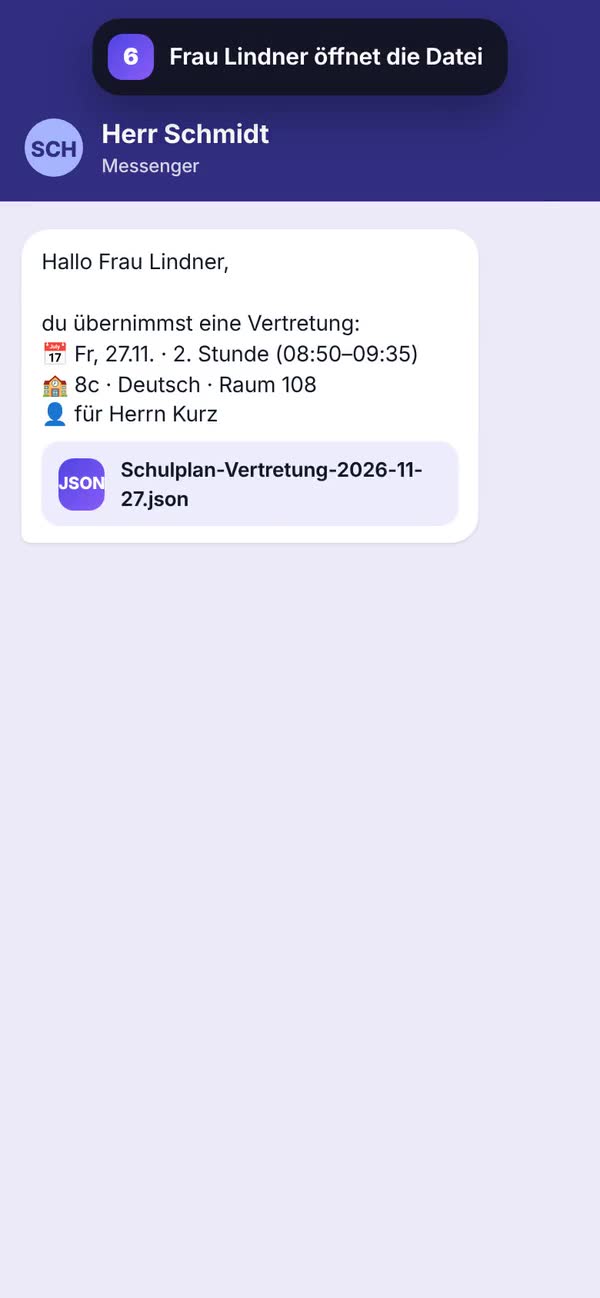 6 Frau Lindner öffnet die Datei
SCH
Herr Schmidt
Messenger
Hallo Frau Lindner,
du übernimmst eine Vertretung:
📅 Fr, 27.11. · 2. Stunde (08:50–09:35)
🏫 8c · Deutsch · Raum 108
👤 für Herrn Kurz
JSON
Schulplan-Vertretung-2026-11-
27.json